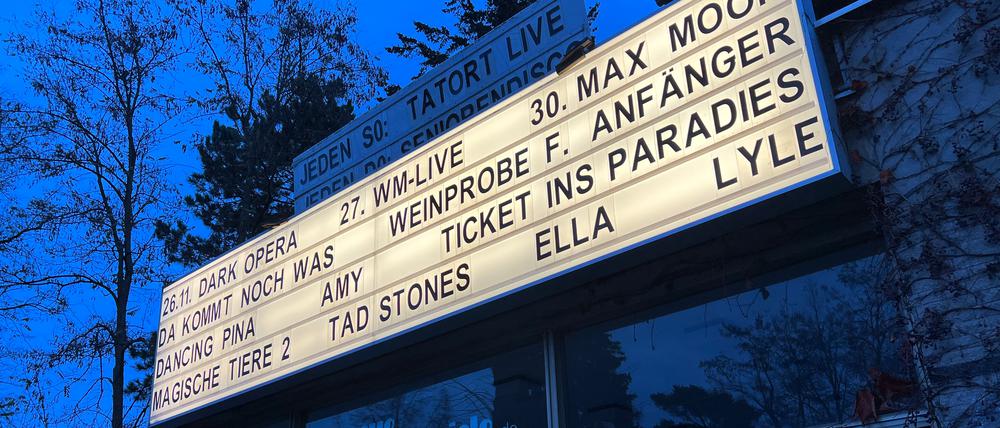 JEDEN SO: TATORT LIVE
JEDEN DO: SENIORENDISCO
26.11. DARK OPERA 27. WM-LIVE 30. MAX MOOR
DA KOMMT NOCH WAS WEINPROBE F. ANFÄNGER
DANCING PINA AMY TICKET INS PARADIES
MAGISCHE TIERE 2 TAD STONES ELLA LYLE